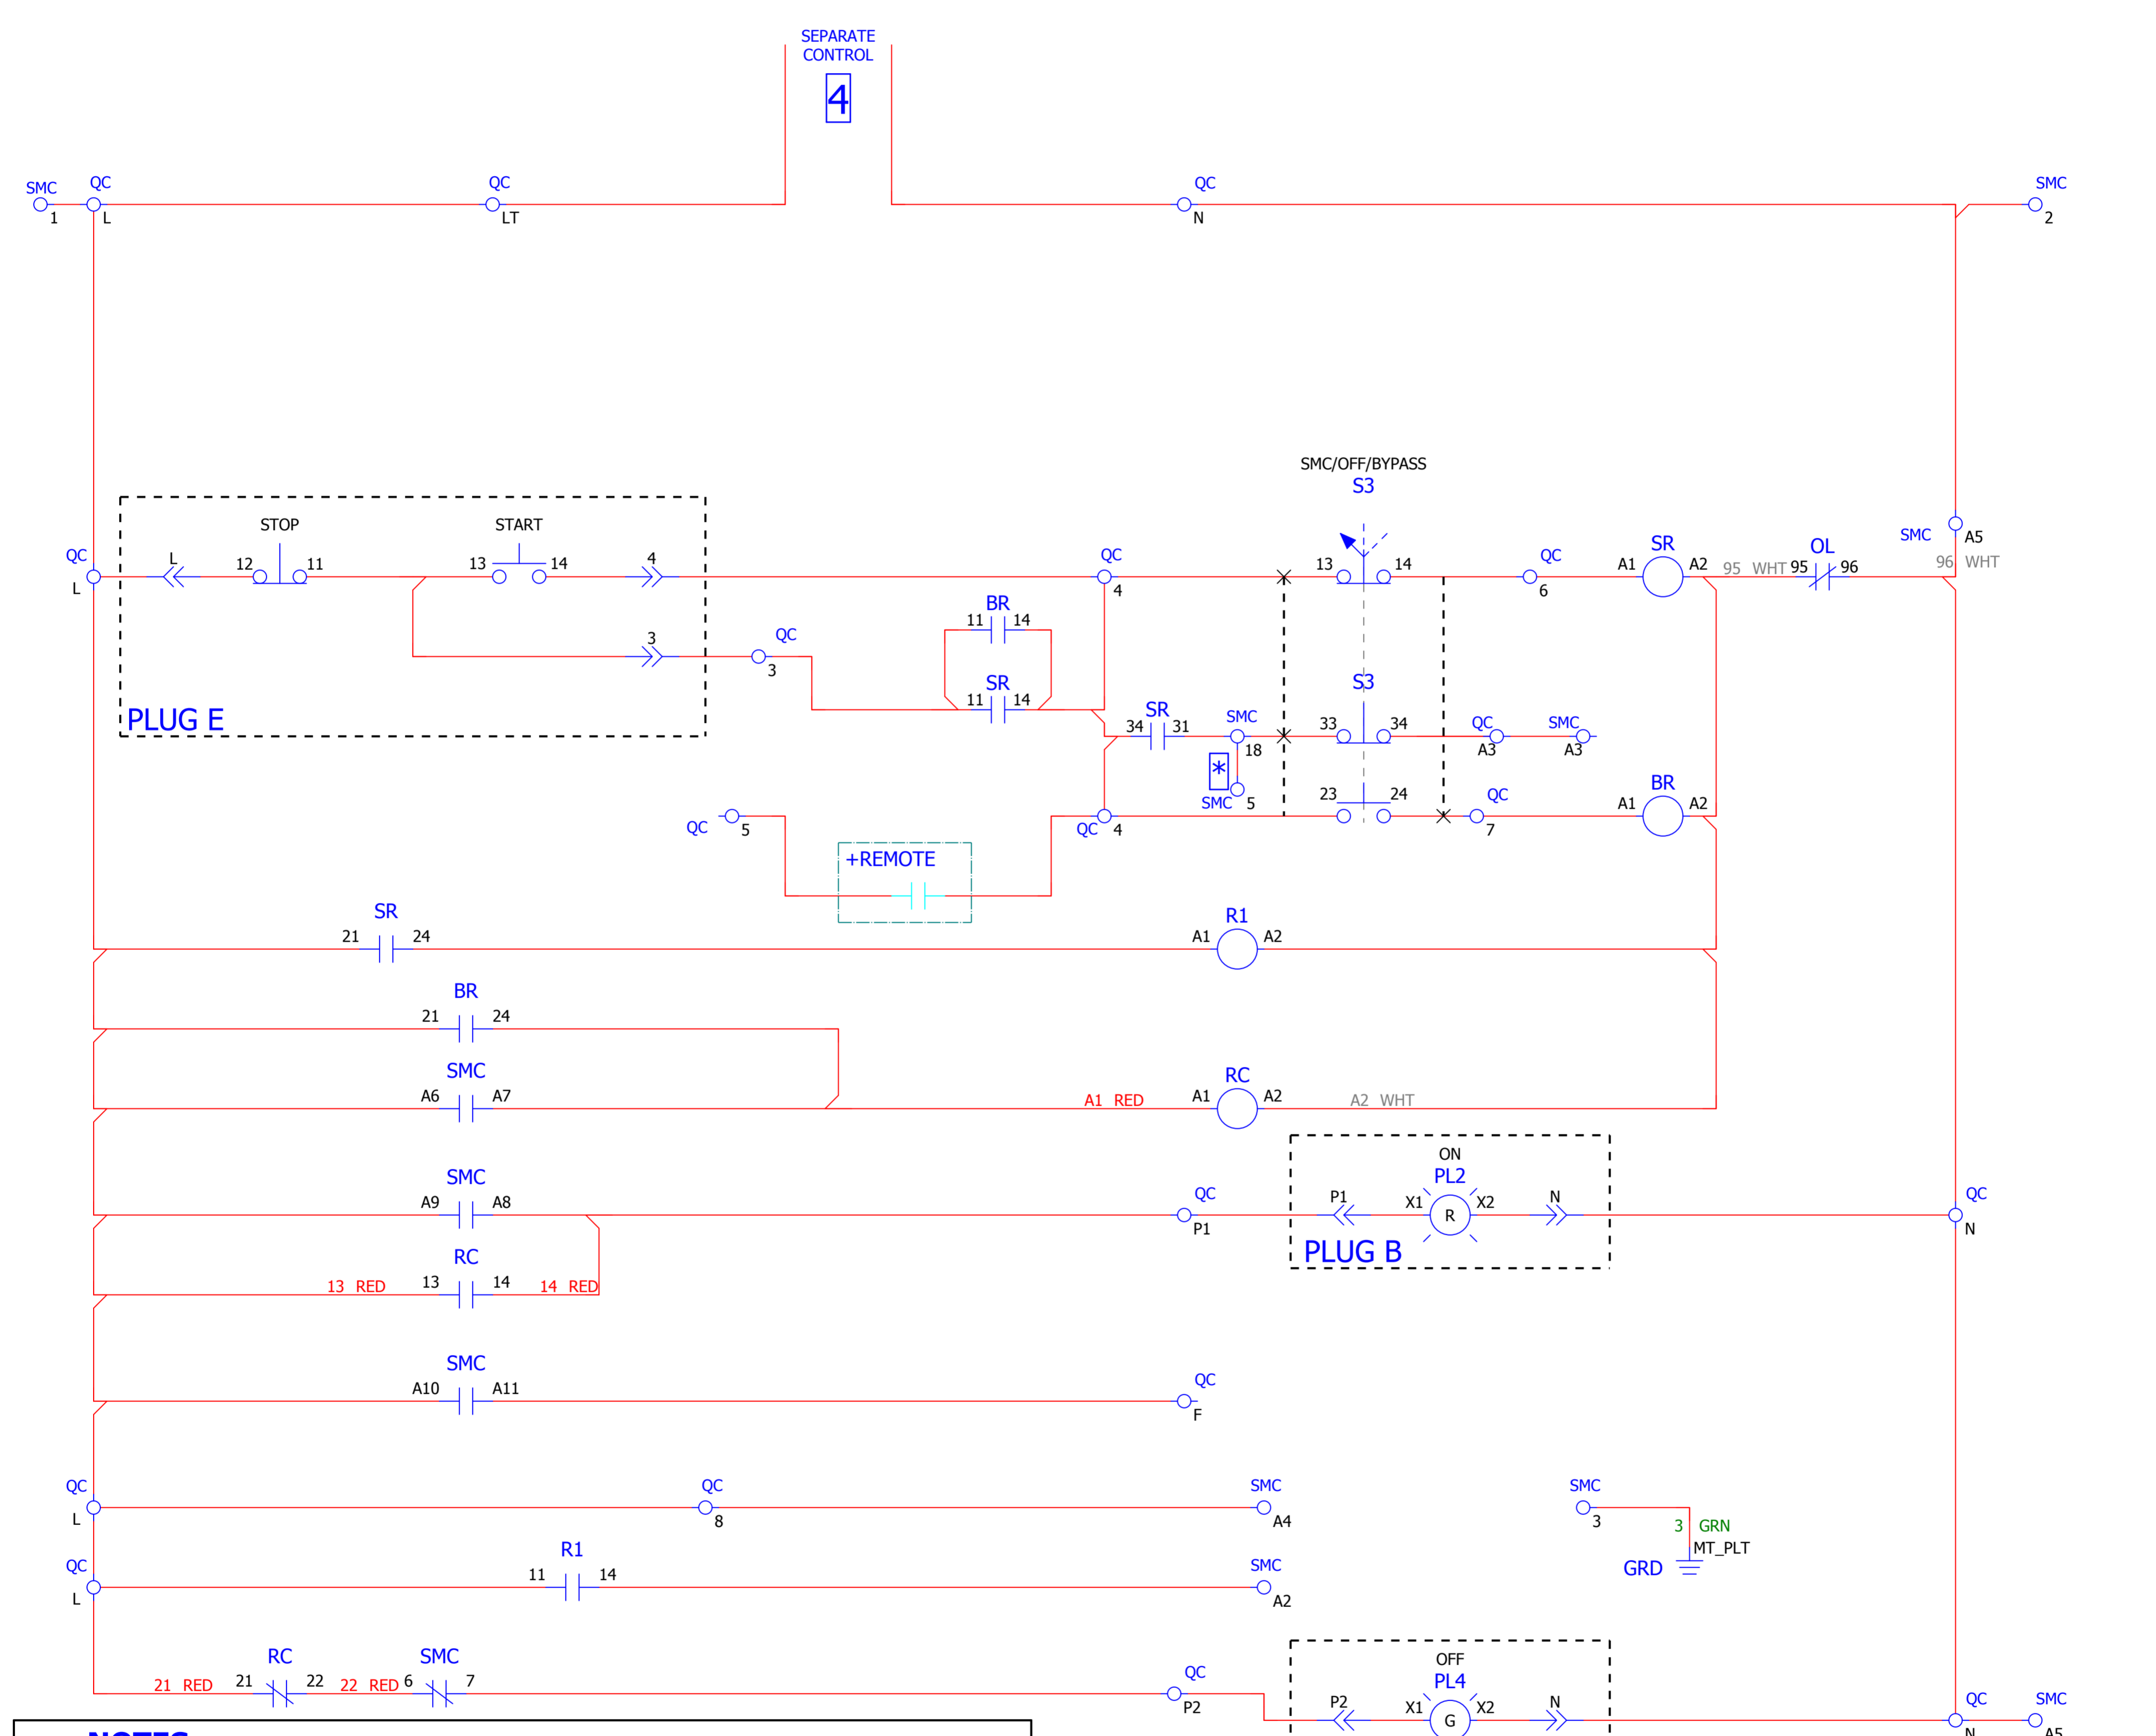 SEPARATE
CONTROL
4
SMC
1
QC
L
QC
LT
QC
N
SMC
2
SMC/OFF/BYPASS
S3
STOP
START
QC
L
L
12
11
13
14
4
QC
4
13
14
QC
6
SR
A1
A2
95 WHT
OL
95
96
SMC
A5
96 WHT
3
QC
3
BR
11
14
SR
11
14
PLUG E
SR
34
31
SMC
18
*
SMC
5
S3
33
34
QC
A3
SMC
A3
23
24
QC
7
BR
A1
A2
QC
5
QC
4
+REMOTE
SR
21
24
R1
A1
A2
BR
21
24
SMC
A6
A7
A1 RED
RC
A1
A2
A2 WHT
SMC
A9
A8
QC
P1
ON
PL2
P1
X1
R
X2
N
PLUG B
QC
N
RC
13 RED
13
14
14 RED
SMC
A10
A11
QC
F
QC
L
QC
8
SMC
A4
SMC
3
3 GRN
MT_PLT
GRD
QC
L
R1
11
14
SMC
A2
RC
21 RED
21
22
22 RED
SMC
6
7
QC
P2
OFF
PL4
P2
X1
G
X2
N
QC
N
SMC
A5
NOTES